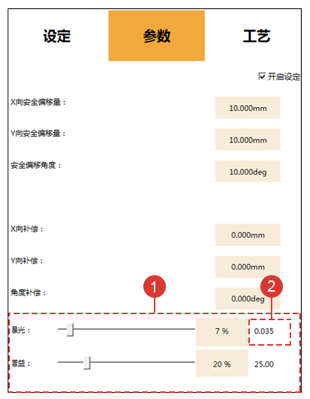 设定 参数 工艺
开启设定
X向安全偏移量： 10.000mm
Y向安全偏移量： 10.000mm
安全偏移角度： 10.000deg
X向补偿： 0.000mm
Y向补偿： 0.000mm
角度补偿： 0.000deg
1 2
曝光： 7 % 0.035
增益： 20 % 25.00